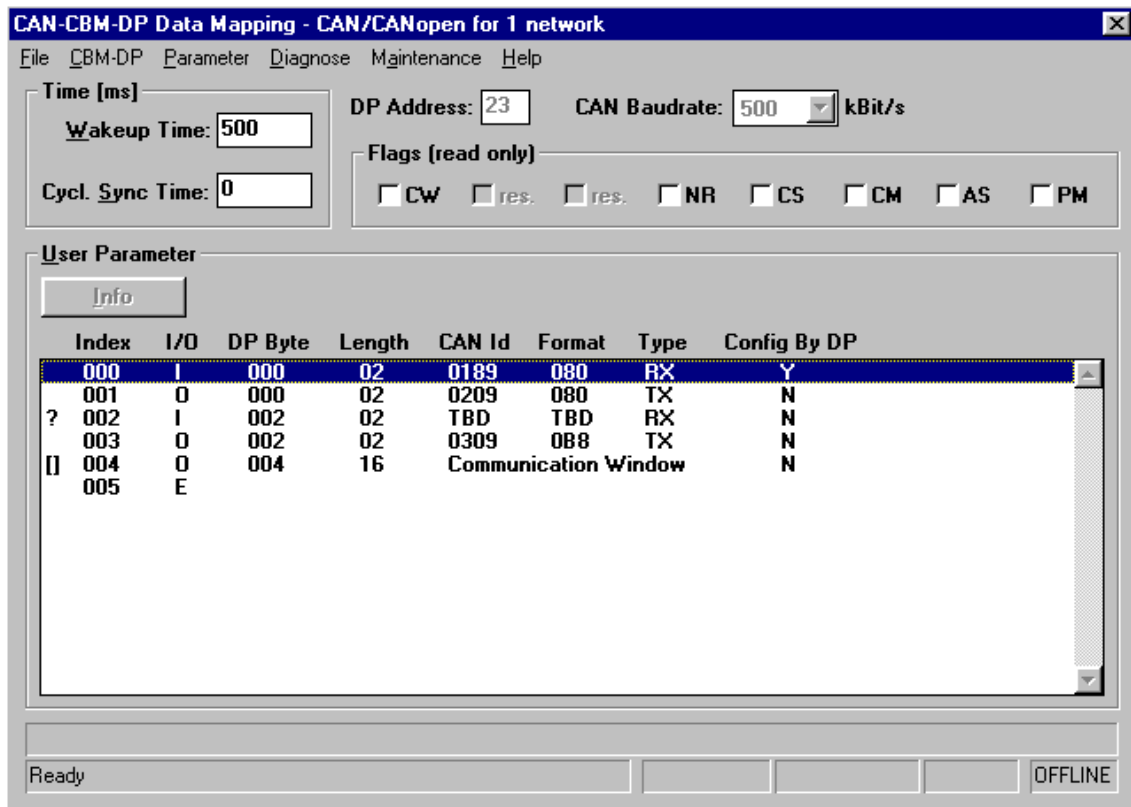 CAN-CBM-DP Data Mapping - CAN/CANopen for 1 network
File CBM-DP Parameter Diagnose Maintenance Help
Time [ms]
Wakeup Time: 500
Cycl. Sync Time: 0
DP Address: 23 CAN Baudrate: 500 kBit/s
Flags (read only)
CW res. res. NR CS CM AS PM
User Parameter
Info
Index I/O DP Byte Length CAN Id Format Type Config By DP
000 I 000 02 0189 080 RX Y
001 O 000 02 0209 080 TX N
? 002 I 002 02 TBD TBD RX N
003 O 002 02 0309 0B8 TX N
[] 004 O 004 16 Communication Window N
005 E
Ready OFFLINE